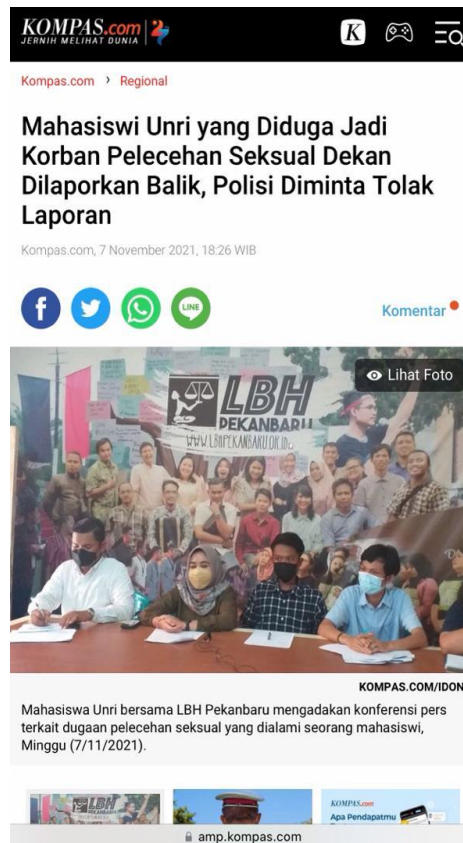 KOMPAS.com
JERNIH MELIHAT DUNIA
K
Kompas.com › Regional
Mahasiswi Unri yang Diduga Jadi
Korban Pelecehan Seksual Dekan
Dilaporkan Balik, Polisi Diminta Tolak
Laporan
Kompas.com, 7 November 2021, 18:26 WIB
f
LINE
Komentar
Lihat Foto
LBH
PEKANBARU
WWW.LBHPEKANBARU.OR.ID
KOMPAS.COM/IDON
Mahasiswa Unri bersama LBH Pekanbaru mengadakan konferensi pers
terkait dugaan pelecehan seksual yang dialami seorang mahasiswi,
Minggu (7/11/2021).
LBH
PEKANBARU
KOMPAS.com
Apa Pendapatmu
amp.kompas.com